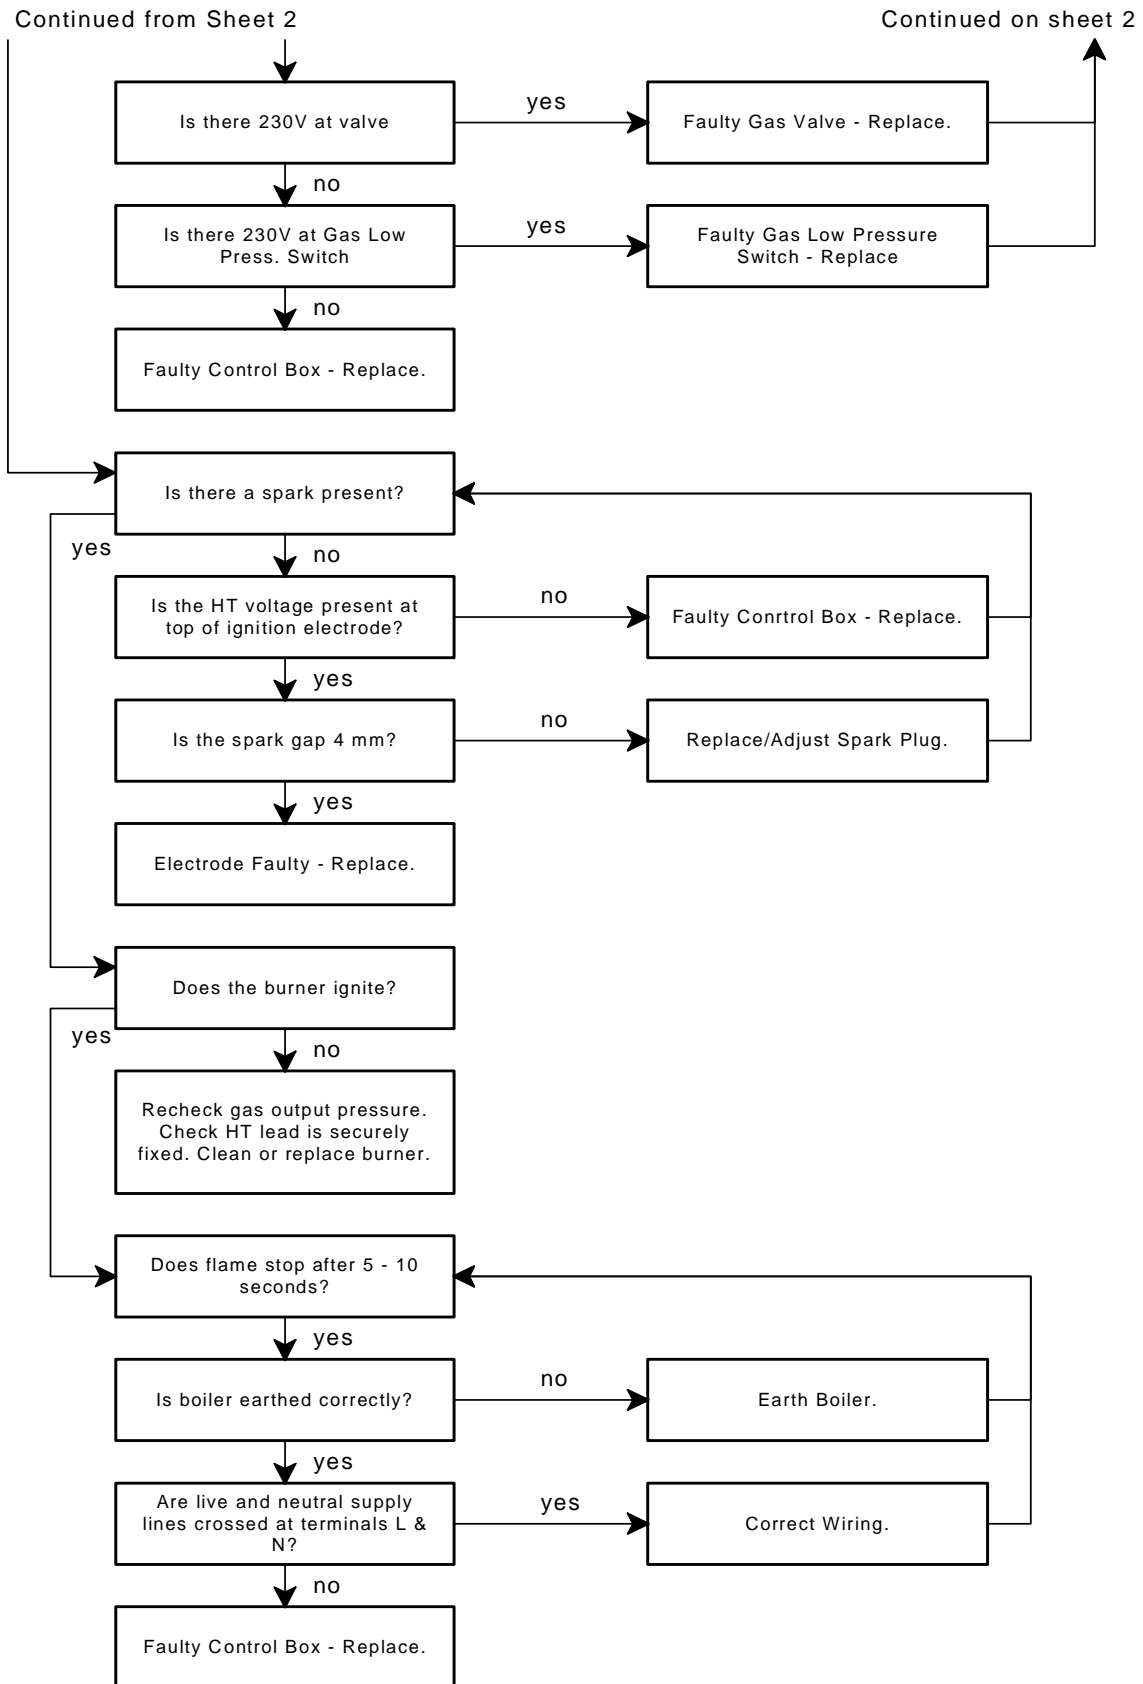 Continued from Sheet 2
Continued on sheet 2
Is there 230V at valve
yes
Faulty Gas Valve - Replace.
no
Is there 230V at Gas Low
Press. Switch
yes
Faulty Gas Low Pressure
Switch - Replace
no
Faulty Control Box - Replace.
Is there a spark present?
yes
no
Is the HT voltage present at
top of ignition electrode?
no
Faulty Conrtrol Box - Replace.
yes
Is the spark gap 4 mm?
no
Replace/Adjust Spark Plug.
yes
Electrode Faulty - Replace.
Does the burner ignite?
yes
no
Recheck gas output pressure.
Check HT lead is securely
fixed. Clean or replace burner.
Does flame stop after 5 - 10
seconds?
yes
Is boiler earthed correctly?
no
Earth Boiler.
yes
Are live and neutral supply
lines crossed at terminals L &
N?
yes
Correct Wiring.
no
Faulty Control Box - Replace.